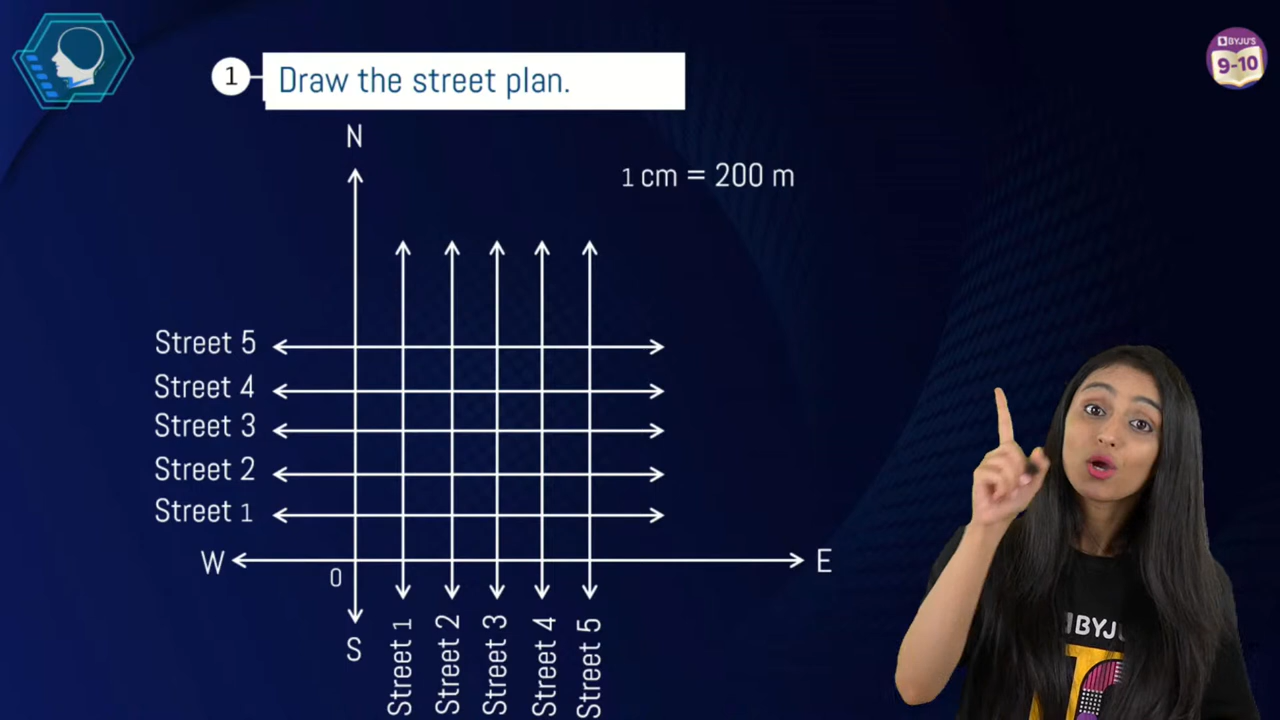 BYJU'S
9-10
1 Draw the street plan.
N
1 cm = 200 m
Street 5
Street 4
Street 3
Street 2
Street 1
W
E
0
S
Street 1
Street 2
Street 3
Street 4
Street 5
BYJU